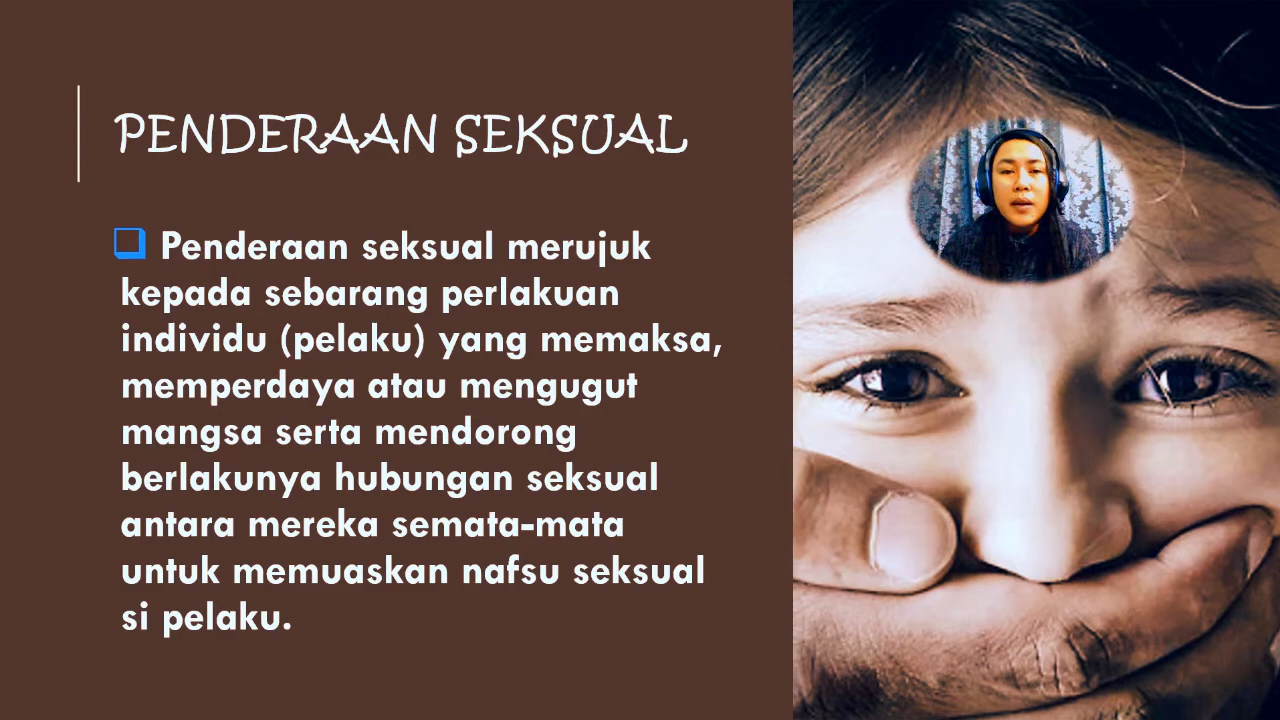 PENDERAAN SEKSUAL
Penderaan seksual merujuk
kepada sebarang perlakuan
individu (pelaku) yang memaksa,
memperdaya atau mengugut
mangsa serta mendorong
berlakunya hubungan seksual
antara mereka semata-mata
untuk memuaskan nafsu seksual
si pelaku.